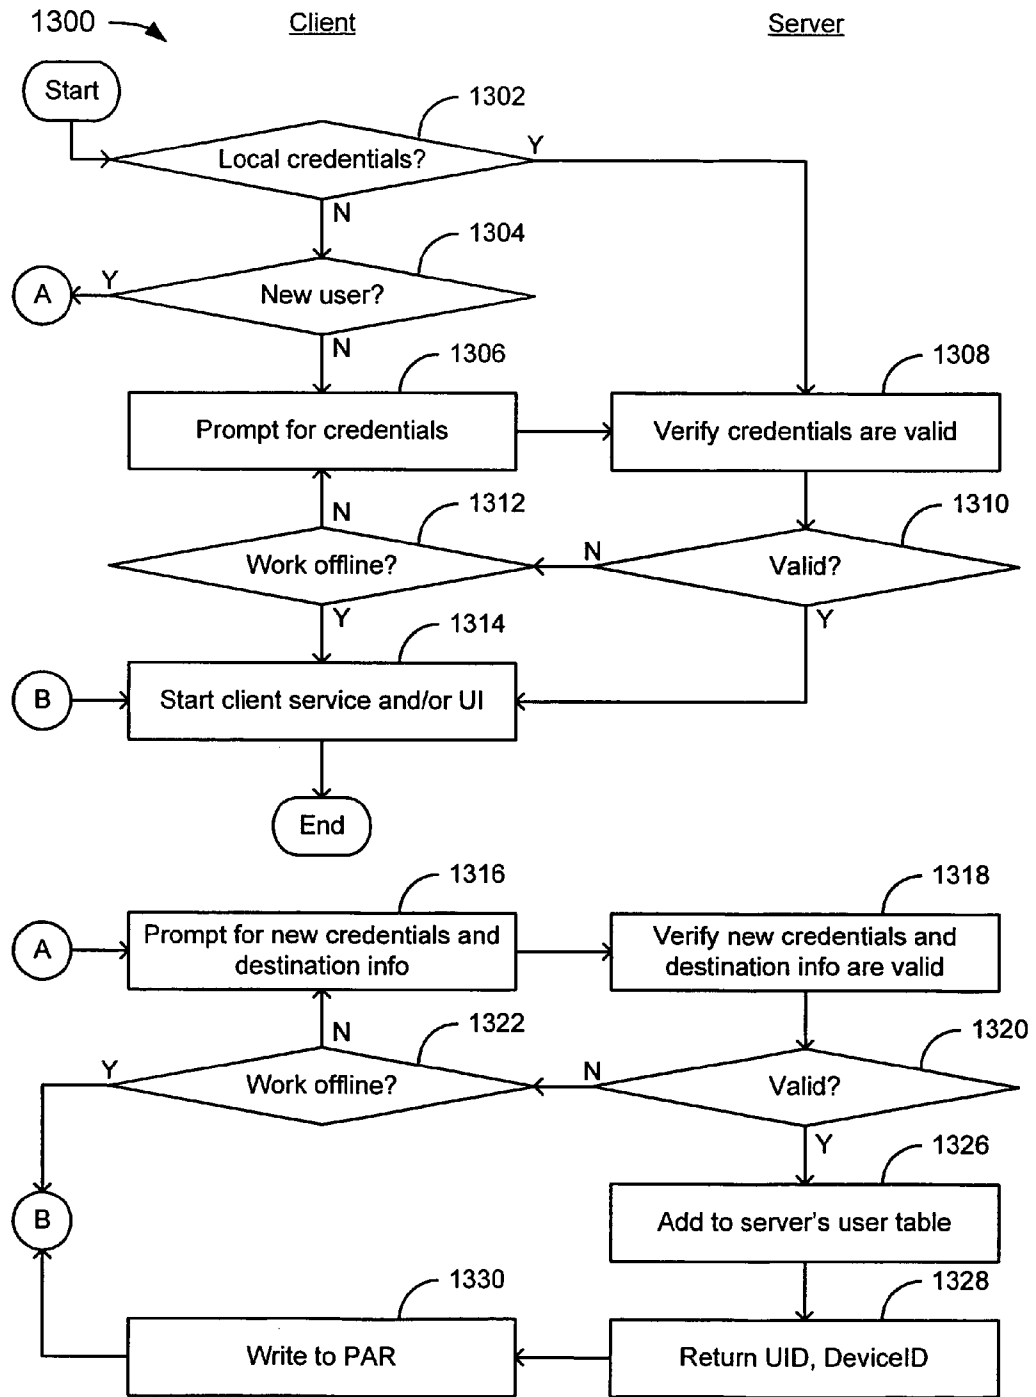 1300
Client
Server
Start
1302
Local credentials?
Y
N
1304
A
Y
New user?
N
1306
1308
Prompt for credentials
Verify credentials are valid
N
1312
1310
Work offline?
N
Valid?
Y
1314
Y
B
Start client service and/or UI
End
1316
1318
A
Prompt for new credentials and
destination info
Verify new credentials and
destination info are valid
N
1322
1320
Y
Work offline?
N
Valid?
Y
1326
B
Add to server's user table
1330
1328
Write to PAR
Return UID, DeviceID